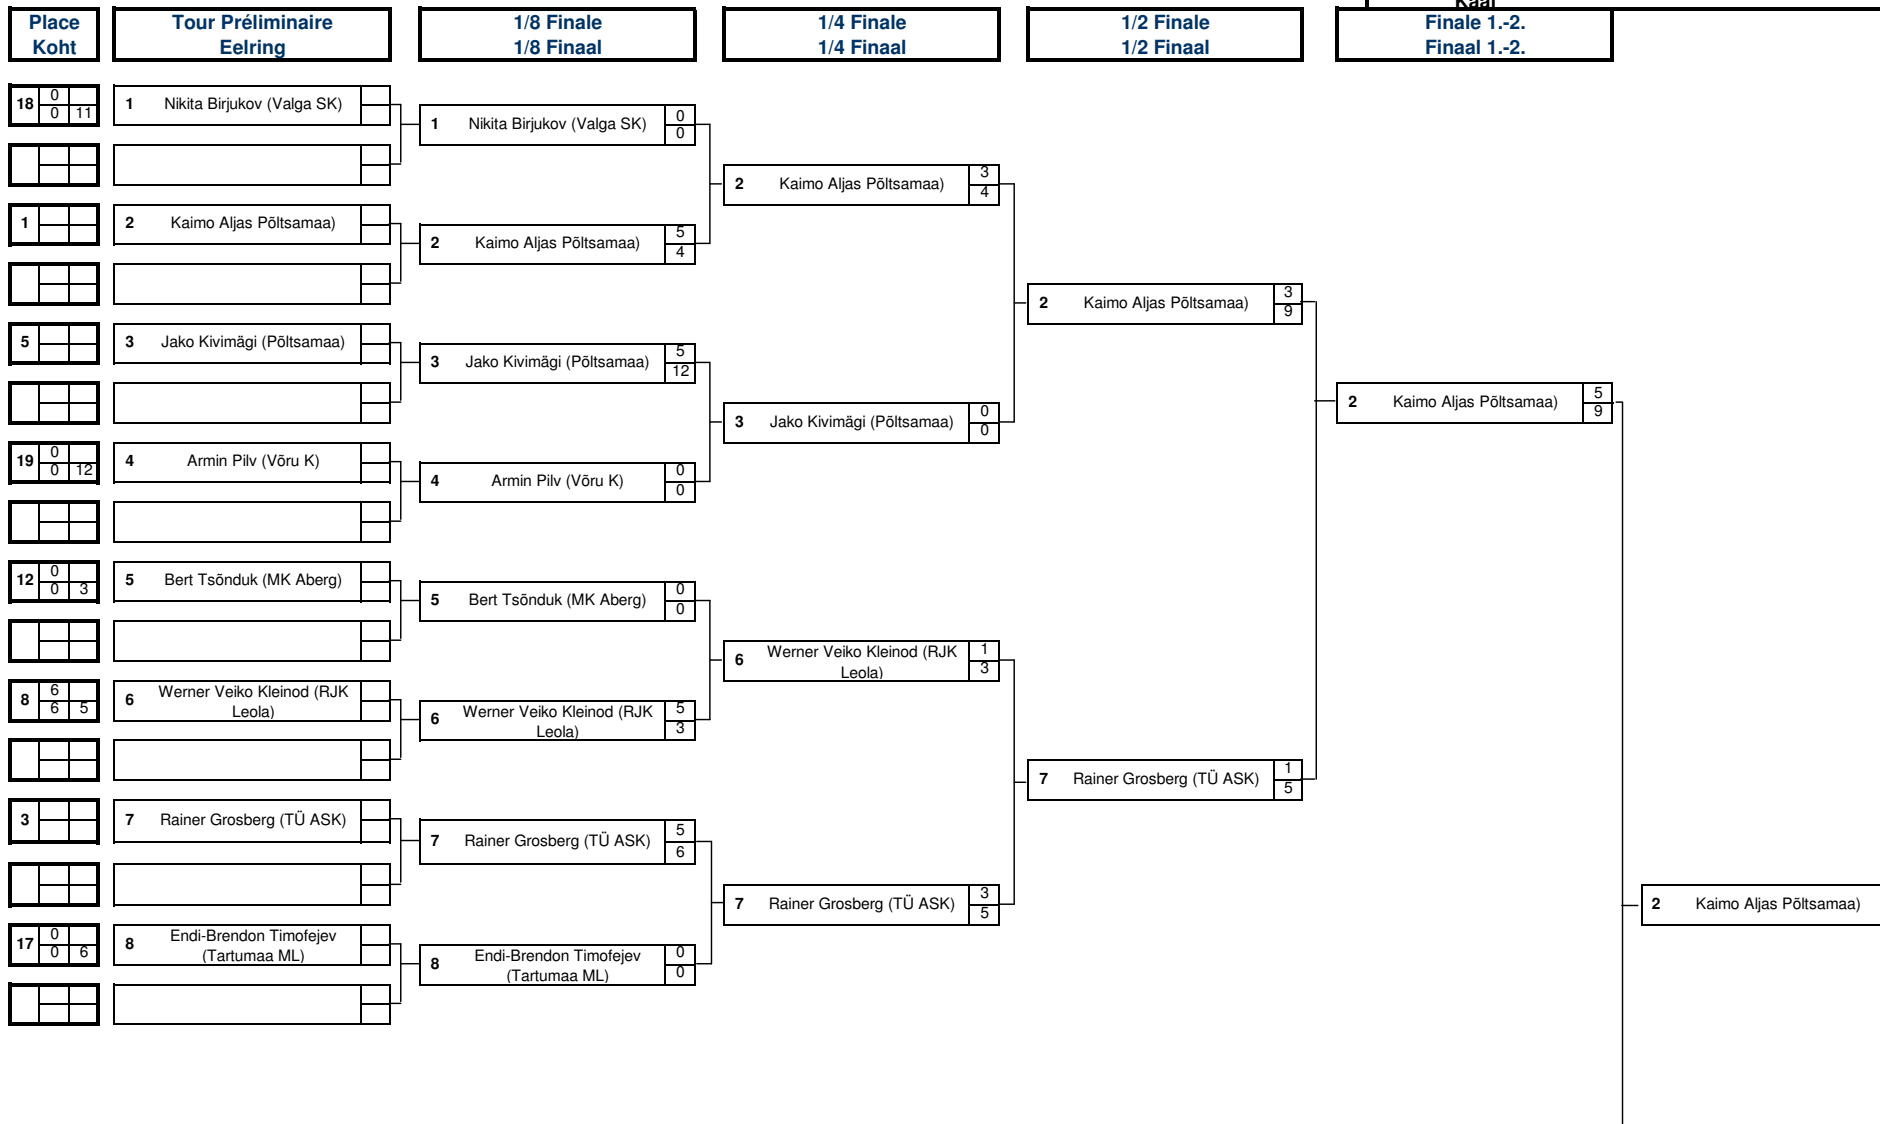 Kaal
Place
Koht
Tour Préliminaire
Eelring
1/8 Finale
1/8 Finaal
1/4 Finale
1/4 Finaal
1/2 Finale
1/2 Finaal
Finale 1.-2.
Finaal 1.-2.
18 0
0 11
1 Nikita Birjukov (Valga SK)
1 Nikita Birjukov (Valga SK) 0
0
2 Kaimo Aljas Põltsamaa) 3
4
1
2 Kaimo Aljas Põltsamaa)
2 Kaimo Aljas Põltsamaa) 5
4
2 Kaimo Aljas Põltsamaa) 3
9
5
3 Jako Kivimägi (Põltsamaa)
3 Jako Kivimägi (Põltsamaa) 5
12
2 Kaimo Aljas Põltsamaa) 5
9
3 Jako Kivimägi (Põltsamaa) 0
0
19 0
0 12
4 Armin Pilv (Võru K)
4 Armin Pilv (Võru K) 0
0
12 0
0 3
5 Bert Tsõnduk (MK Aberg)
5 Bert Tsõnduk (MK Aberg) 0
0
6 Werner Veiko Kleinod (RJK
Leola) 1
3
8 6
6 5
6 Werner Veiko Kleinod (RJK
Leola)
6 Werner Veiko Kleinod (RJK
Leola) 5
3
7 Rainer Grosberg (TÜ ASK) 1
5
3
7 Rainer Grosberg (TÜ ASK)
7 Rainer Grosberg (TÜ ASK) 5
6
7 Rainer Grosberg (TÜ ASK) 3
5
2 Kaimo Aljas Põltsamaa)
17 0
0 6
8 Endi-Brendon Timofejev
(Tartumaa ML)
8 Endi-Brendon Timofejev
(Tartumaa ML) 0
0